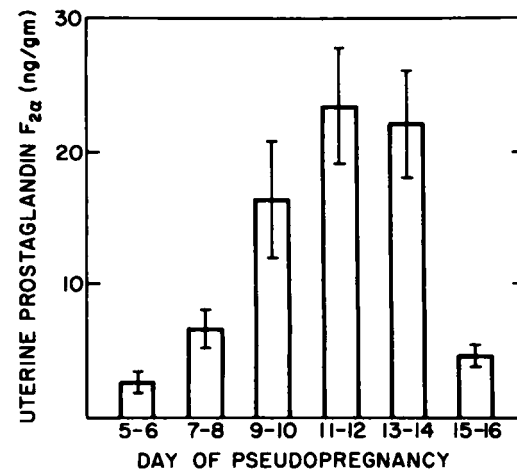 UTERINE PROSTAGLANDIN F2α (ng/gm)
30
20
10
5-6 7-8 9-10 11-12 13-14 15-16
DAY OF PSEUDOPREGNANCY